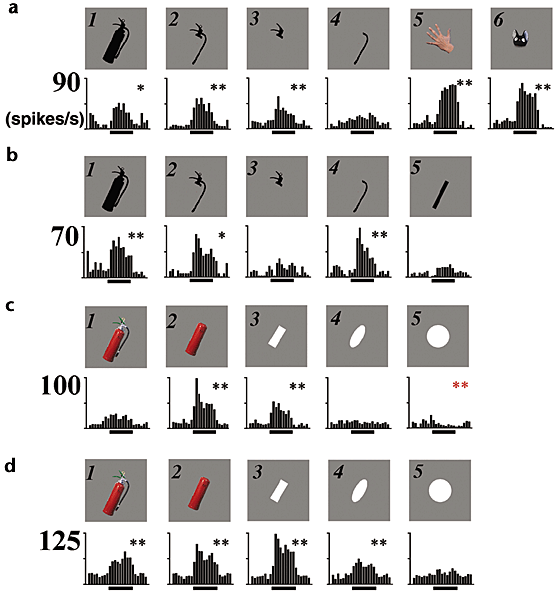 a
1 2 3 4 5 6
90
(spikes/s)
* ** ** ** **
b
1 2 3 4 5
70
** * **
c
1 2 3 4 5
100
** ** **
d
1 2 3 4 5
125
** ** ** **